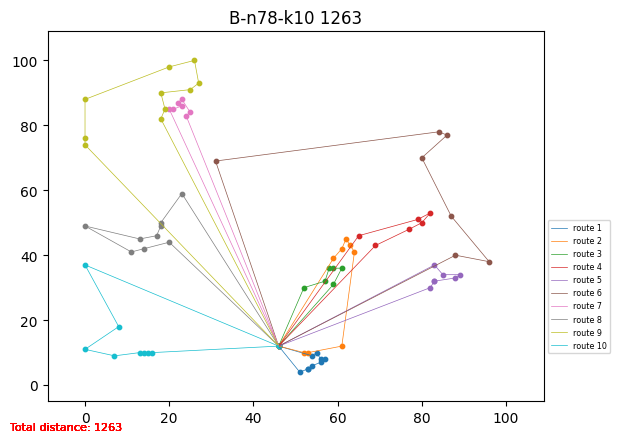 B-n78-k10 1263
100
80
60
40
20
0
0
20
40
60
80
100
route 1
route 2
route 3
route 4
route 5
route 6
route 7
route 8
route 9
route 10
Total distance: 1263